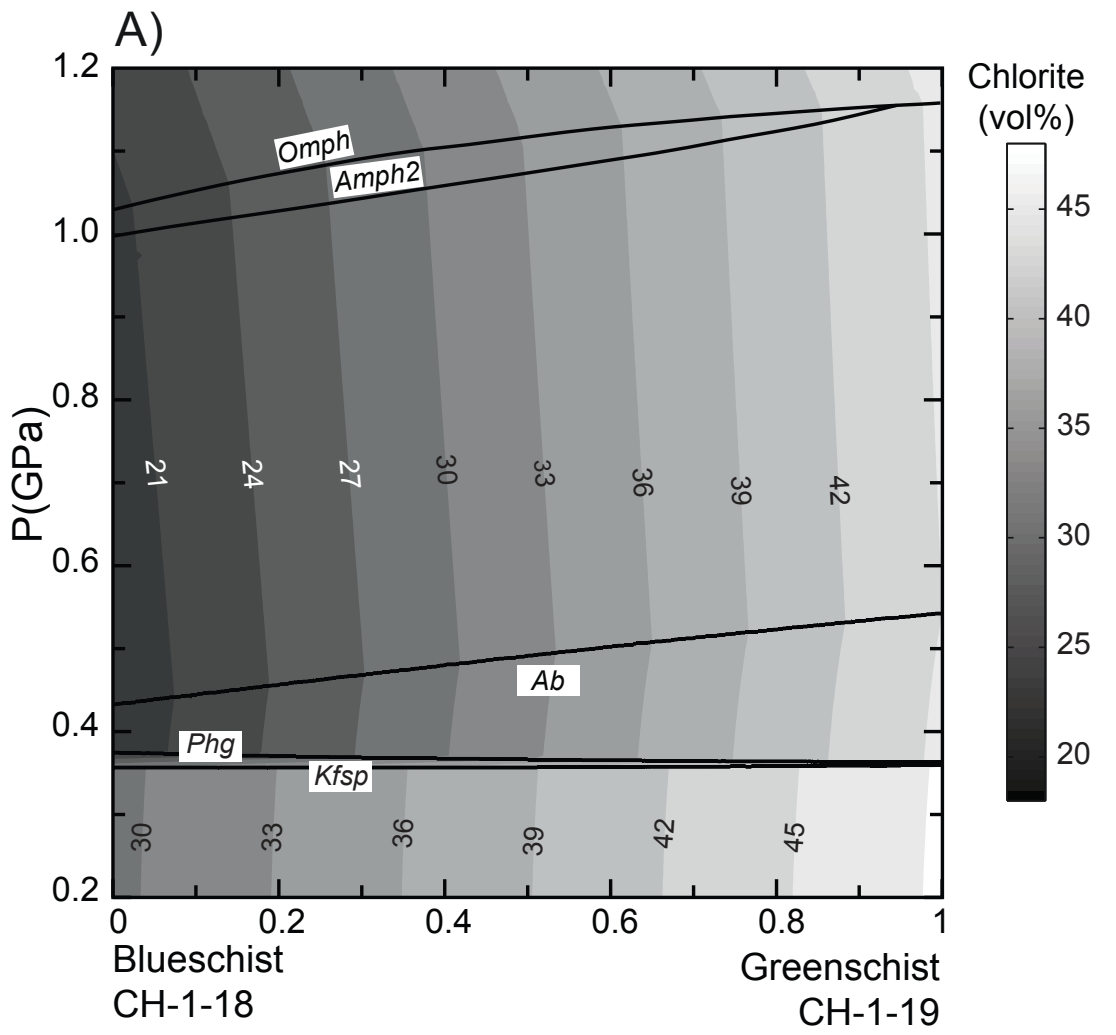 A)
Chlorite
(vol%)
1.2
1.0
0.8
0.6
0.4
0.2
P(GPa)
Omph
Amph2
21
24
27
30
33
36
39
42
Ab
Phg
Kfsp
30
33
36
39
42
45
45
40
35
30
25
20
0
0.2
0.4
0.6
0.8
1
Blueschist
CH-1-18
Greenschist
CH-1-19